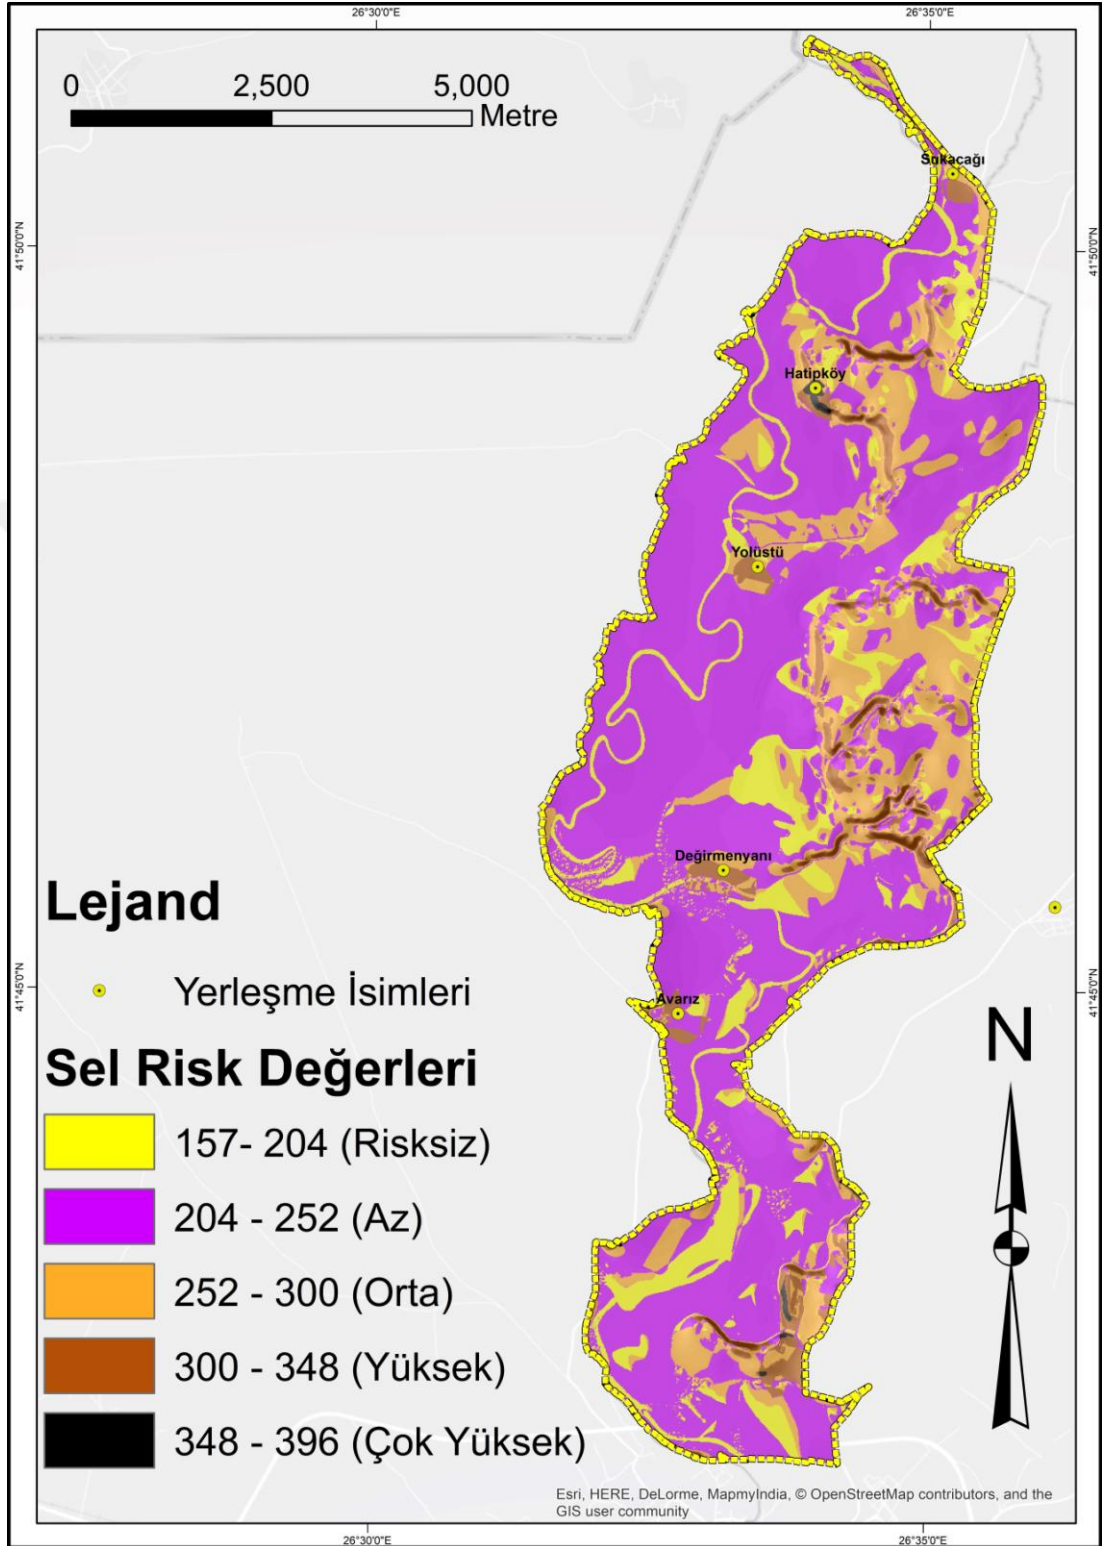 26°30'0"E 26°35'0"E
0 2,500 5,000
Metre
Sukacağı
41°50'0"N 41°50'0"N
Hatipköy
Yolüstü
Değirmenyanı
Lejand
Yerleşme İsimleri
41°45'0"N 41°45'0"N
Avarız
N
Sel Risk Değerleri
157- 204 (Risksiz)
204 - 252 (Az)
252 - 300 (Orta)
300 - 348 (Yüksek)
348 - 396 (Çok Yüksek)
Esri, HERE, DeLorme, MapmyIndia, © OpenStreetMap contributors, and the
GIS user community
26°30'0"E 26°35'0"E